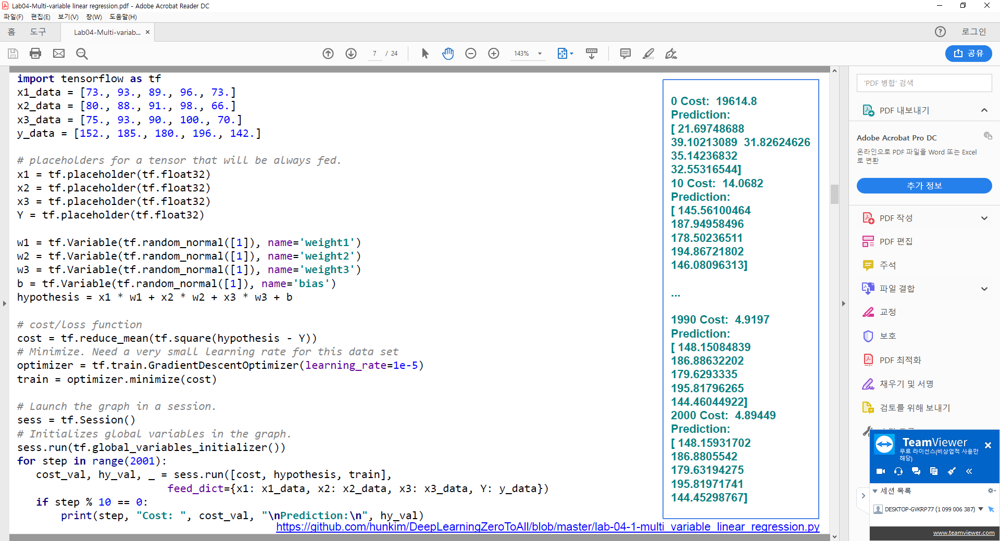 Lab04-Multi-variable linear regression.pdf - Adobe Acrobat Reader DC
파일(F) 편집(E) 보기(V) 창(W) 도움말(H)
홈 도구 Lab04-Multi-variab... × ? 로그인
7 / 24 143% 공유
import tensorflow as tf
x1_data = [73., 93., 89., 96., 73.]
x2_data = [80., 88., 91., 98., 66.]
x3_data = [75., 93., 90., 100., 70.]
y_data = [152., 185., 180., 196., 142.]
# placeholders for a tensor that will be always fed.
x1 = tf.placeholder(tf.float32)
x2 = tf.placeholder(tf.float32)
x3 = tf.placeholder(tf.float32)
Y = tf.placeholder(tf.float32)
w1 = tf.Variable(tf.random_normal([1]), name='weight1')
w2 = tf.Variable(tf.random_normal([1]), name='weight2')
w3 = tf.Variable(tf.random_normal([1]), name='weight3')
b = tf.Variable(tf.random_normal([1]), name='bias')
hypothesis = x1 * w1 + x2 * w2 + x3 * w3 + b
# cost/loss function
cost = tf.reduce_mean(tf.square(hypothesis - Y))
# Minimize. Need a very small learning rate for this data set
optimizer = tf.train.GradientDescentOptimizer(learning_rate=1e-5)
train = optimizer.minimize(cost)
# Launch the graph in a session.
sess = tf.Session()
# Initializes global variables in the graph.
sess.run(tf.global_variables_initializer())
for step in range(2001):
cost_val, hy_val, _ = sess.run([cost, hypothesis, train],
feed_dict={x1: x1_data, x2: x2_data, x3: x3_data, Y: y_data})
if step % 10 == 0:
print(step, "Cost: ", cost_val, "\nPrediction:\n", hy_val)
https://github.com/hunkim/DeepLearningZeroToAll/blob/master/lab-04-1-multi_variable_linear_regression.py
0 Cost: 19614.8
Prediction:
[ 21.69748688
39.10213089 31.82624626
35.14236832
32.55316544]
10 Cost: 14.0682
Prediction:
[ 145.56100464
187.94958496
178.50236511
194.86721802
146.08096313]
...
1990 Cost: 4.9197
Prediction:
[ 148.15084839
186.88632202
179.6293335
195.81796265
144.46044922]
2000 Cost: 4.89449
Prediction:
[ 148.15931702
186.8805542
179.63194275
195.81971741
144.45298767]
'PDF 병합' 검색
PDF 내보내기
Adobe Acrobat Pro DC
온라인으로 PDF 파일을 Word 또는 Excel
로 변환
추가 정보
PDF 작성
PDF 편집
주석
파일 결합
교정
보호
PDF 최적화
채우기 및 서명
검토를 위해 보내기
TeamViewer
무료 라이선스(비상업적 사용만
해당)
세션 목록
DESKTOP-GVKRP77 (1 099 006 387)
www.teamviewer.com